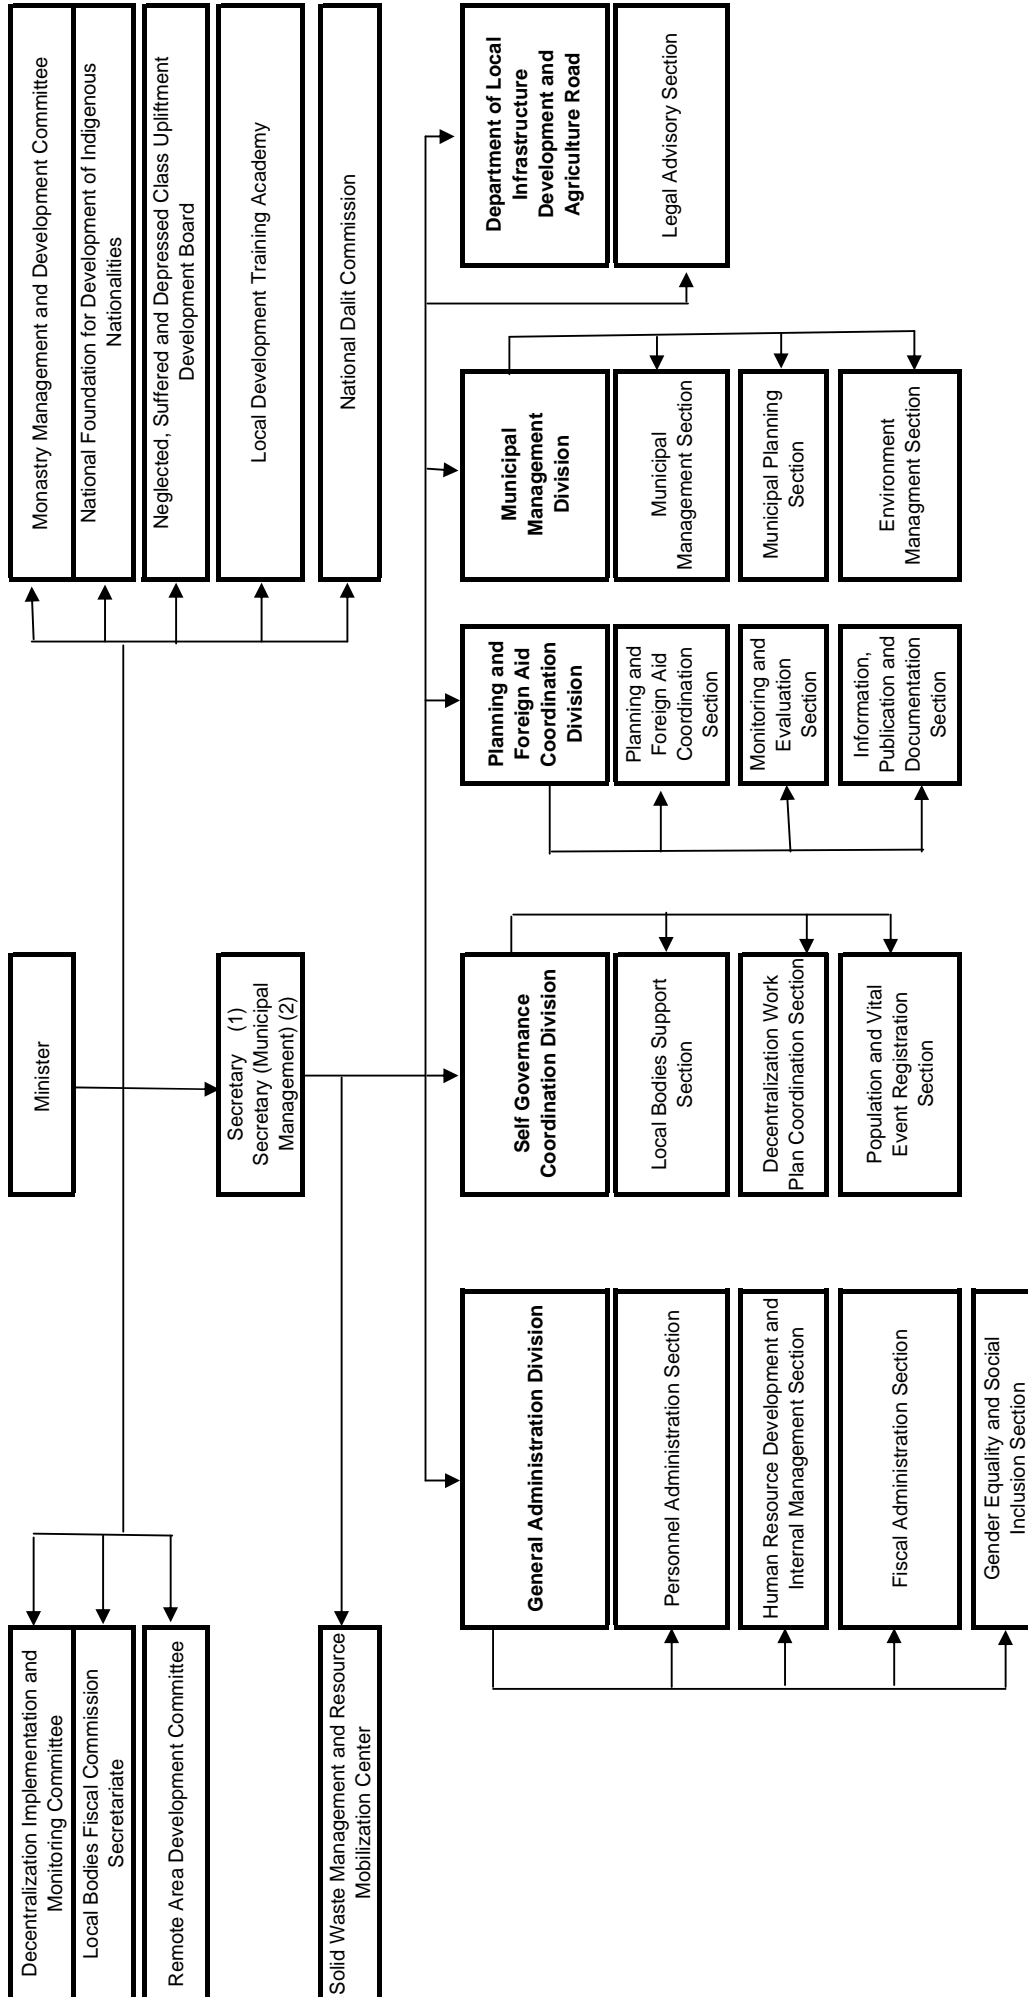 Decentralization Implementation and
Monitoring Committee
Local Bodies Fiscal Commission
Secretariate
Remote Area Development Committee
Minister
Monastry Management and Development Committee
National Foundation for Development of Indigenous
Nationalities
Neglected, Suffered and Depressed Class Upliftment
Development Board
Local Development Training Academy
National Dalit Commission
Secretary (1)
Secretary (Municipal
Management) (2)
Solid Waste Management and Resource
Mobilization Center
General Administration Division
Personnel Administration Section
Human Resource Development and
Internal Management Section
Fiscal Administration Section
Gender Equality and Social
Inclusion Section
Self Governance
Coordination Division
Local Bodies Support
Section
Decentralization Work
Plan Coordination Section
Population and Vital
Event Registration
Section
Planning and
Foreign Aid
Coordination
Division
Planning and
Foreign Aid
Coordination
Section
Monitoring and
Evaluation
Section
Information,
Publication and
Documentation
Section
Municipal
Management
Division
Municipal
Management Section
Municipal Planning
Section
Environment
Managment Section
Department of Local
Infrastructure
Development and
Agriculture Road
Legal Advisory Section